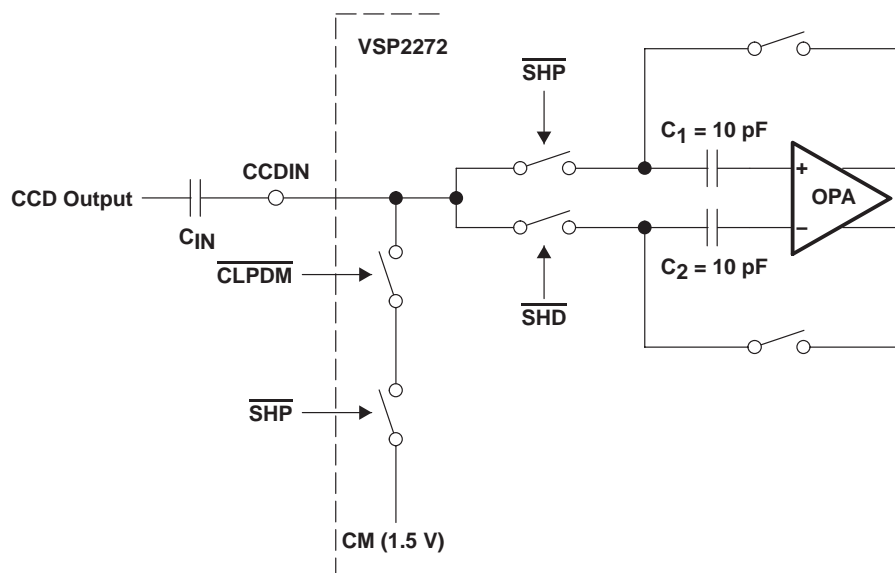 VSP2272
SHP
C1 = 10 pF
CCDIN
CCD Output
+
OPA
CIN
−
C2 = 10 pF
CLPDM
SHD
SHP
CM (1.5 V)